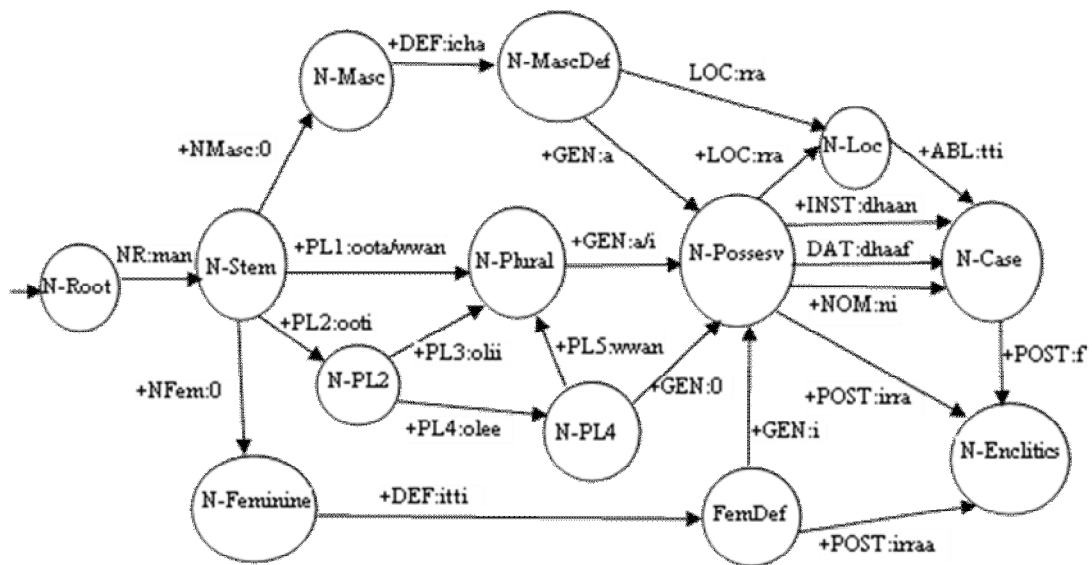 +DEF:icha
N-Masc
N-MascDef
LOC:rra
+NMasc:0
+GEN:a
+LOC:rra
N-Loc
+ABL:tti
NR:man
N-Root
N-Stem
+PL1:oota/wwan
N-Plural
+GEN:a/i
N-Possesv
+INST:dhaan
DAT:dhaaf
+NOM:ni
N-Case
+PL2:ooti
+PL3:olii
N-PL2
+PL5:wwan
+GEN:0
+POST:f
+NFem:0
+PL4:olee
N-PL4
+POST:irra
+GEN:i
N-Enclitics
N-Feminine
+DEF:itti
FemDef
+POST:irraa